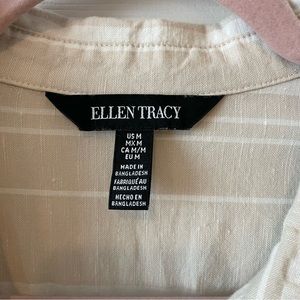 ELLEN TRACY
US M
MX M
CA M/M
EU M
MADE IN
BANGLADESH
FABRIQUÉ AU
BANGLADESH
HECHO EN
BANGLADESH